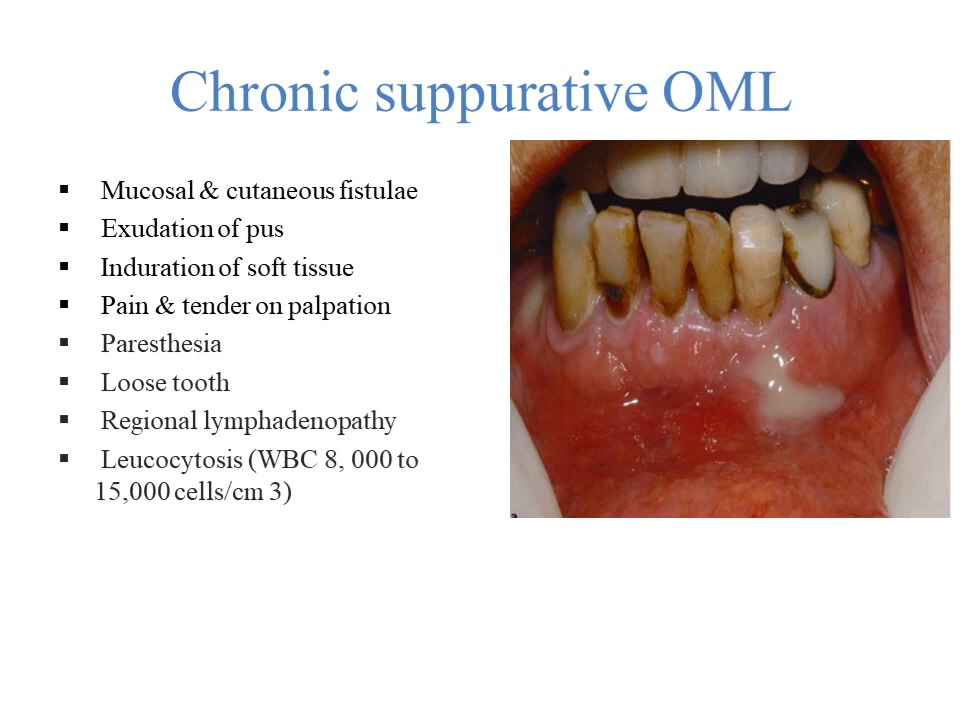 Chronic suppurative OML
▪ Mucosal & cutaneous fistulae
▪ Exudation of pus
▪ Induration of soft tissue
▪ Pain & tender on palpation
▪ Paresthesia
▪ Loose tooth
▪ Regional lymphadenopathy
▪ Leucocytosis (WBC 8, 000 to
15,000 cells/cm 3)